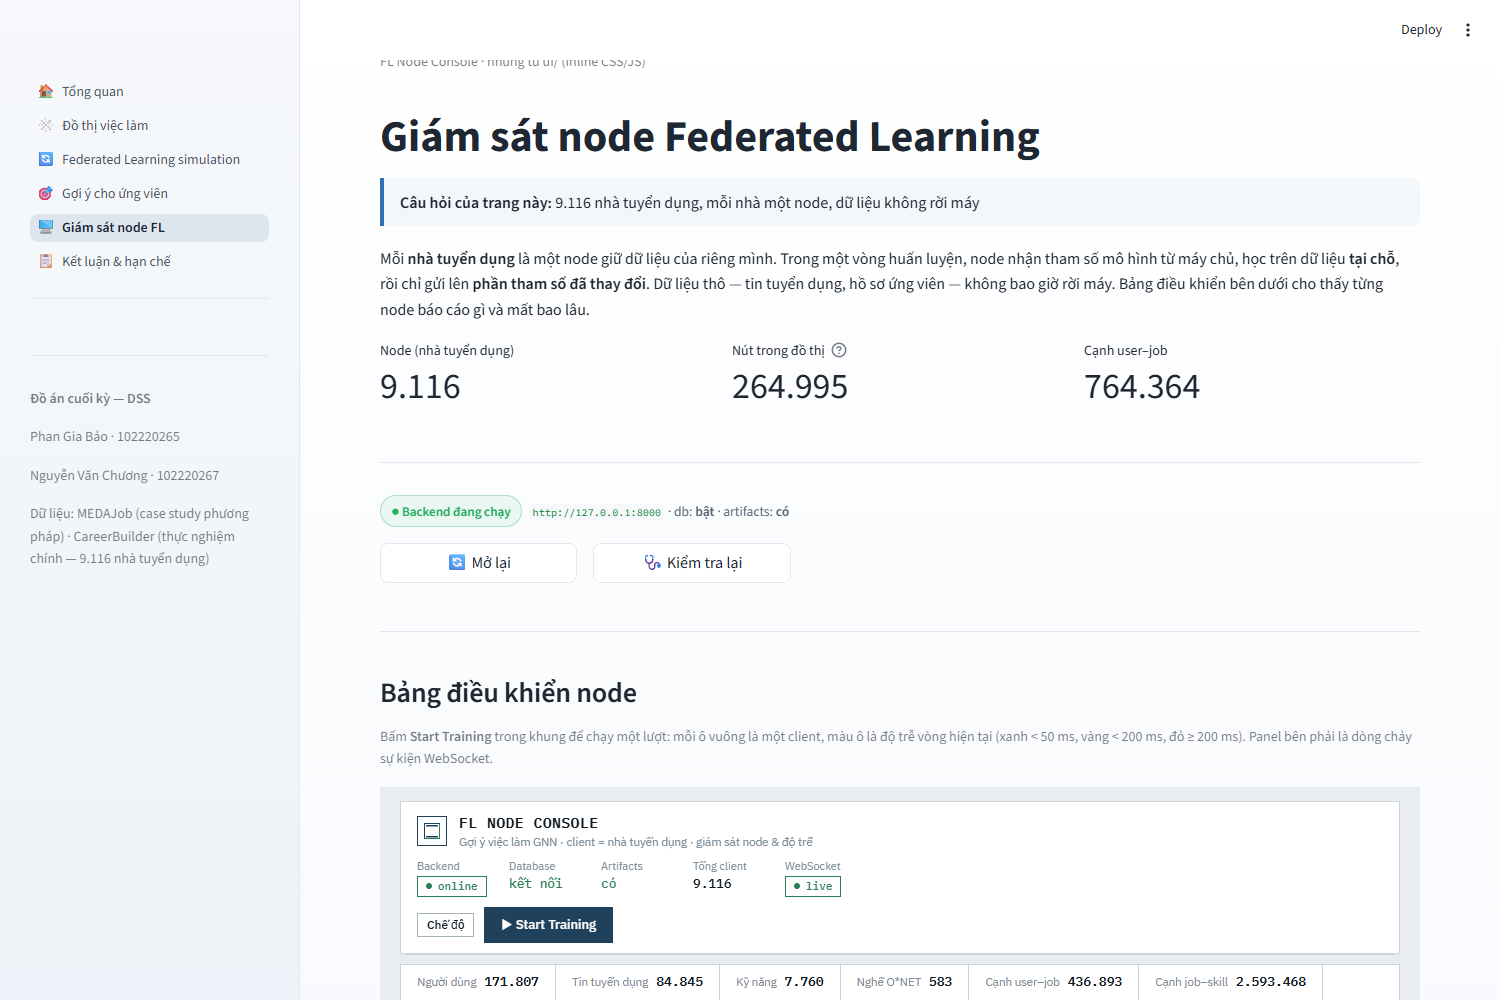 Deploy
FL Node Console · nhúng từ ui/ (inline CSS/JS)
Tổng quan
Đồ thị việc làm
Federated Learning simulation
Gợi ý cho ứng viên
Giám sát node FL
Kết luận & hạn chế
Đồ án cuối kỳ — DSS
Phan Gia Bảo · 102220265
Nguyễn Văn Chương · 102220267
Dữ liệu: MEDAJob (case study phương
pháp) · CareerBuilder (thực nghiệm
chính — 9.116 nhà tuyển dụng)
Giám sát node Federated Learning
Câu hỏi của trang này: 9.116 nhà tuyển dụng, mỗi nhà một node, dữ liệu không rời máy
Mỗi nhà tuyển dụng là một node giữ dữ liệu của riêng mình. Trong một vòng huấn luyện, node nhận tham số mô hình từ máy chủ, học trên dữ liệu tại chỗ,
rồi chỉ gửi lên phần tham số đã thay đổi. Dữ liệu thô — tin tuyển dụng, hồ sơ ứng viên — không bao giờ rời máy. Bảng điều khiển bên dưới cho thấy từng
node báo cáo gì và mất bao lâu.
Node (nhà tuyển dụng) Nút trong đồ thị Cạnh user–job
9.116 264.995 764.364
Backend đang chạy http://127.0.0.1:8000 · db: bật · artifacts: có
Mở lại Kiểm tra lại
Bảng điều khiển node
Bấm Start Training trong khung để chạy một lượt: mỗi ô vuông là một client, màu ô là độ trễ vòng hiện tại (xanh < 50 ms, vàng < 200 ms, đỏ ≥ 200 ms). Panel bên phải là dòng chảy
sự kiện WebSocket.
FL NODE CONSOLE
Gợi ý việc làm GNN · client = nhà tuyển dụng · giám sát node & độ trễ
Backend Database Artifacts Tổng client WebSocket
online kết nối có 9.116 live
Chế độ ▶ Start Training
Người dùng 171.807 Tin tuyển dụng 84.845 Kỹ năng 7.760 Nghề O*NET 583 Cạnh user–job 436.893 Cạnh job–skill 2.593.468